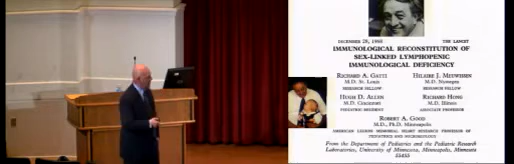 DECEMBER 28, 1968 THE LANCET
IMMUNOLOGICAL RECONSTITUTION OF
SEX-LINKED LYMPHOPENIC
IMMUNOLOGICAL DEFICIENCY
RICHARD A. GATTI HILAIRE J. MEUWISSEN
M.D. St. Louis M.D. Nijmegen
RESEARCH FELLOW RESEARCH FELLOW
HUGH D. ALLEN RICHARD HONG
M.D. Cincinnati M.D. Illinois
PEDIATRIC RESIDENT ASSOCIATE PROFESSOR
ROBERT A. GOOD
M.D., PH.D. Minneapolis
AMERICAN LEGION MEMORIAL HEART RESEARCH PROFESSOR OF
PEDIATRICS AND MICROBIOLOGY
From the Department of Pediatrics and the Pediatric Research
Laboratories, University of Minnesota, Minneapolis, Minnesota
55455